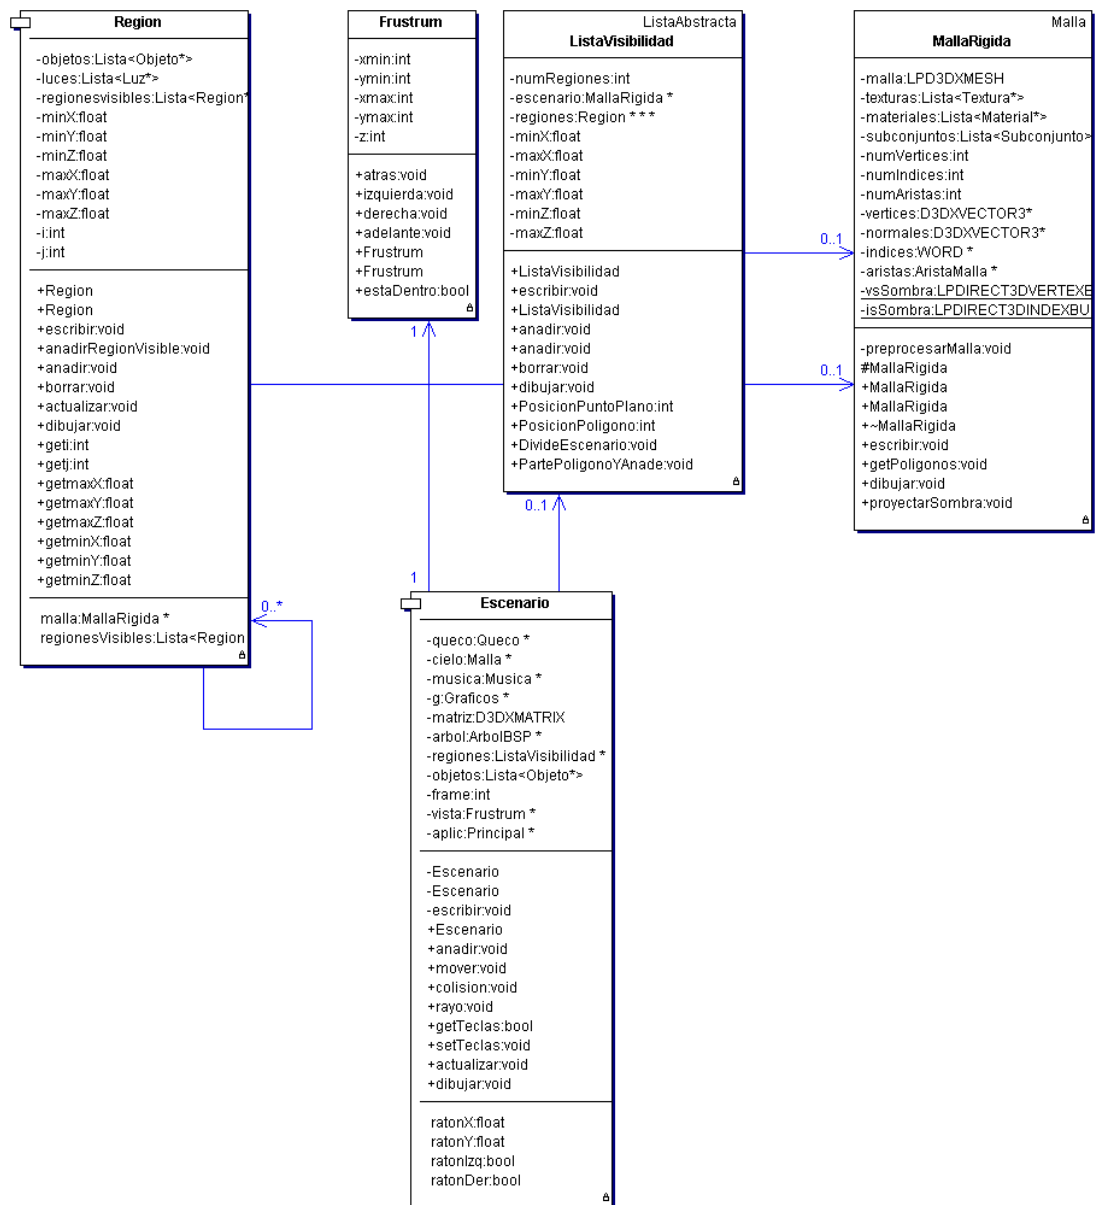 Region
-objetos:Lista<Objeto*>
-luces:Lista<Luz*>
-regionesvisibles:Lista<Region*
-minX:float
-minY:float
-minZ:float
-maxX:float
-maxY:float
-maxZ:float
-i:int
-j:int
+Region
+Region
+escribir:void
+anadirRegionVisible:void
+anadir:void
+borrar:void
+actualizar:void
+dibujar:void
+geti:int
+getj:int
+getmaxX:float
+getmaxY:float
+getmaxZ:float
+getminX:float
+getminY:float
+getminZ:float
malla:MallaRigida *
regionesVisibles:Lista<Region
0..*
Frustrum
-xmin:int
-ymin:int
-xmax:int
-ymax:int
-z:int
+atras:void
+izquierda:void
+derecha:void
+adelante:void
+Frustrum
+Frustrum
+estaDentro:bool
1
1
ListaAbstracta
ListaVisibilidad
-numRegiones:int
-escenario:MallaRigida *
-regiones:Region * * *
-minX:float
-maxX:float
-minY:float
-maxY:float
-minZ:float
-maxZ:float
+ListaVisibilidad
+escribir:void
+ListaVisibilidad
+anadir:void
+anadir:void
+borrar:void
+dibujar:void
+PosicionPuntoPlano:int
+PosicionPoligono:int
+DivideEscenario:void
+PartePoligonoYAnade:void
0..1
0..1
0..1
Malla
MallaRigida
-malla:LPD3DXMESH
-texturas:Lista<Textura*>
-materiales:Lista<Material*>
-subconjuntos:Lista<Subconjunto>
-numVertices:int
-numIndices:int
-numAristas:int
-vertices:D3DXVECTOR3*
-normales:D3DXVECTOR3*
-indices:WORD *
-aristas:AristaMalla *
-vsSombra:LPDIRECT3DVERTEXE
-isSombra:LPDIRECT3DINDEXBU
-preprocesarMalla:void
#MallaRigida
+MallaRigida
+MallaRigida
+~MallaRigida
+escribir:void
+getPoligonos:void
+dibujar:void
+proyectarSombra:void
Escenario
-queco:Queco *
-cielo:Malla *
-musica:Musica *
-g:Graficos *
-matriz:D3DXMATRIX
-arbol:ArbolBSP *
-regiones:ListaVisibilidad *
-objetos:Lista<Objeto*>
-frame:int
-vista:Frustrum *
-aplic:Principal *
-Escenario
-Escenario
-escribir:void
+Escenario
+anadir:void
+mover:void
+colision:void
+rayo:void
+getTeclas:bool
+setTeclas:void
+actualizar:void
+dibujar:void
ratonX:float
ratonY:float
ratonIzq:bool
ratonDer:bool